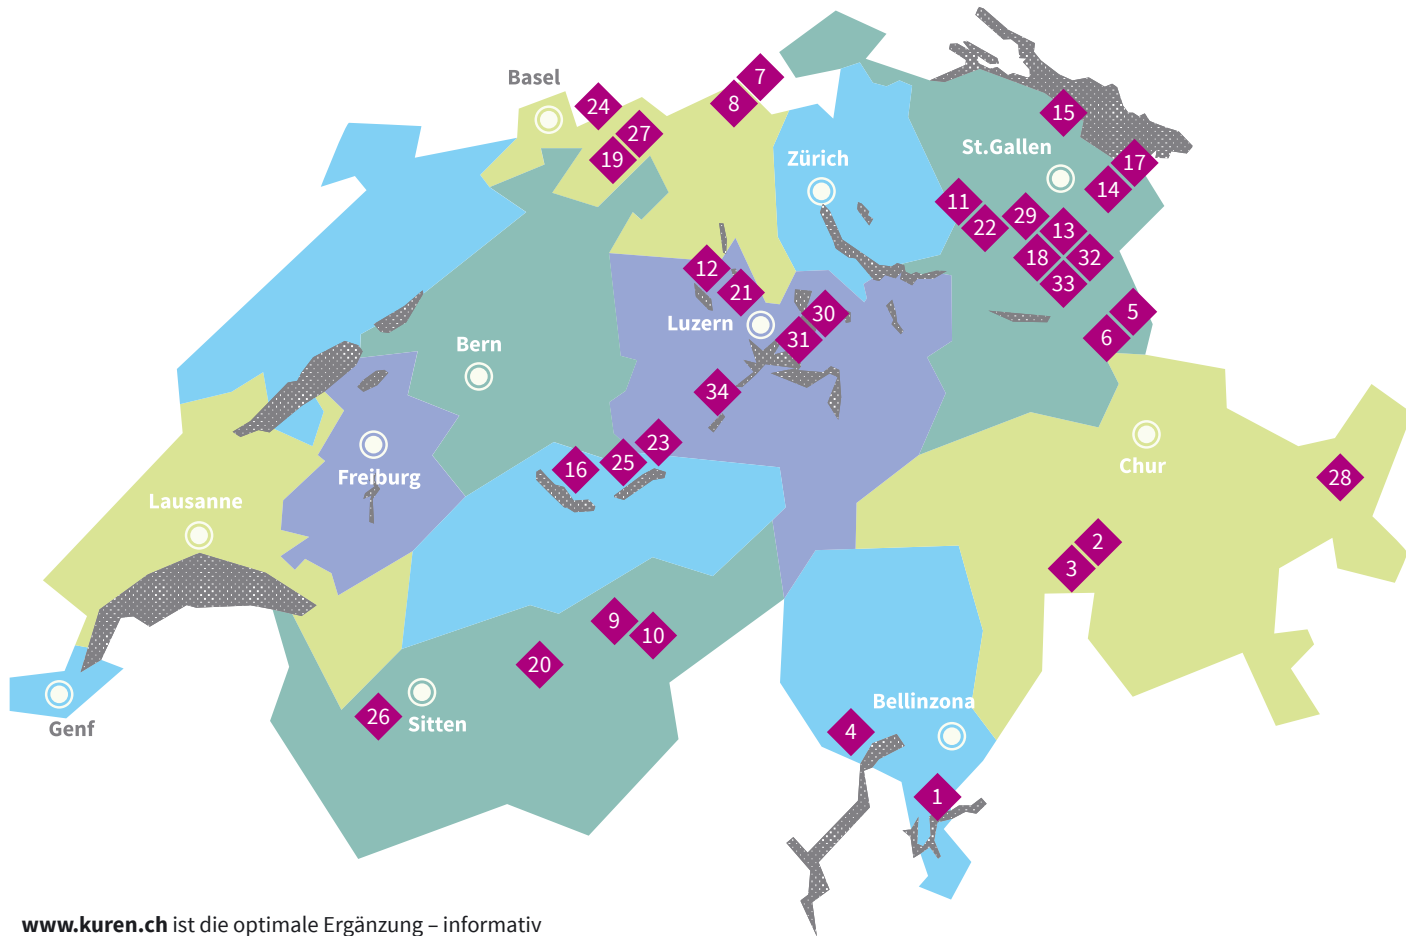 Basel
24
7
8
27
19
15
St.Gallen
17
14
Zürich
11
22
29
13
18
32
33
12
21
30
31
Luzern
5
6
Bern
34
23
25
16
Freiburg
Lausanne
Chur
28
2
3
9
10
20
26
Sitten
Genf
Bellinzona
4
1
www.kuren.ch ist die optimale Ergänzung – informativ